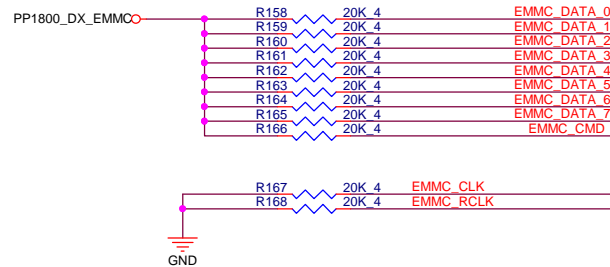 R158 20K_4 EMMC_DATA_0
PP1800_DX_EMMC
R159 20K_4 EMMC_DATA_1
R160 20K_4 EMMC_DATA_2
R161 20K_4 EMMC_DATA_3
R162 20K_4 EMMC_DATA_4
R163 20K_4 EMMC_DATA_5
R164 20K_4 EMMC_DATA_6
R165 20K_4 EMMC_DATA_7
R166 20K_4 EMMC_CMD
R167 20K_4 EMMC_CLK
R168 20K_4 EMMC_RCLK
GND